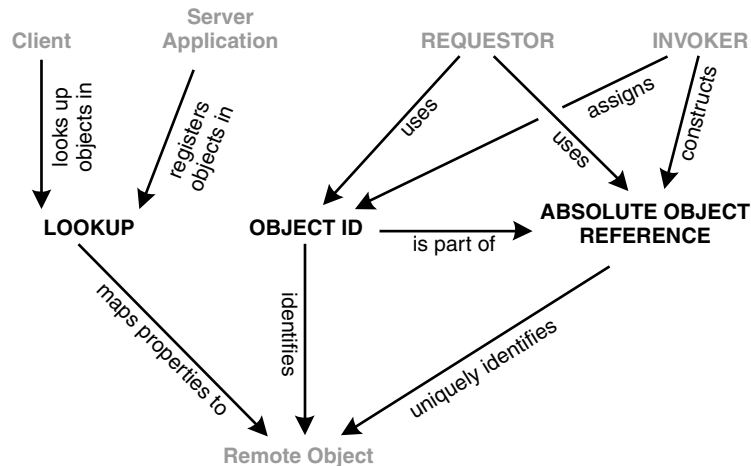 Client
Server
Application
REQUESTOR
INVOKER
looks up
objects in
registers
objects in
uses
uses
assigns
constructs
LOOKUP
OBJECT ID
is part of
ABSOLUTE OBJECT
REFERENCE
maps properties to
identifies
uniquely identifies
Remote Object